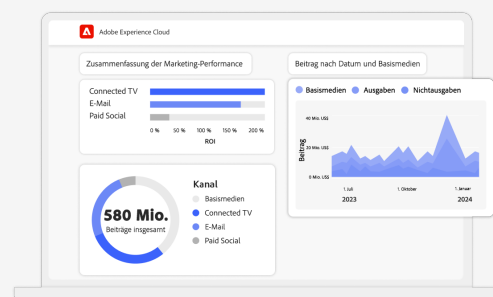 Adobe Experience Cloud
Zusammenfassung der Marketing-Performance
Connected TV
E-Mail
Paid Social
0 % 50 % 100 % 150 % 200 %
ROI
580 Mio.
Beiträge insgesamt
Kanal
Basismedien
Connected TV
E-Mail
Paid Social
Beitrag nach Datum und Basismedien
Basismedien Ausgaben Nichtausgaben
Beitrag
40 Mio. US$
20 Mio. US$
0 Mio. US$
1. Juli 1. Oktober 1. Januar
2023 2024